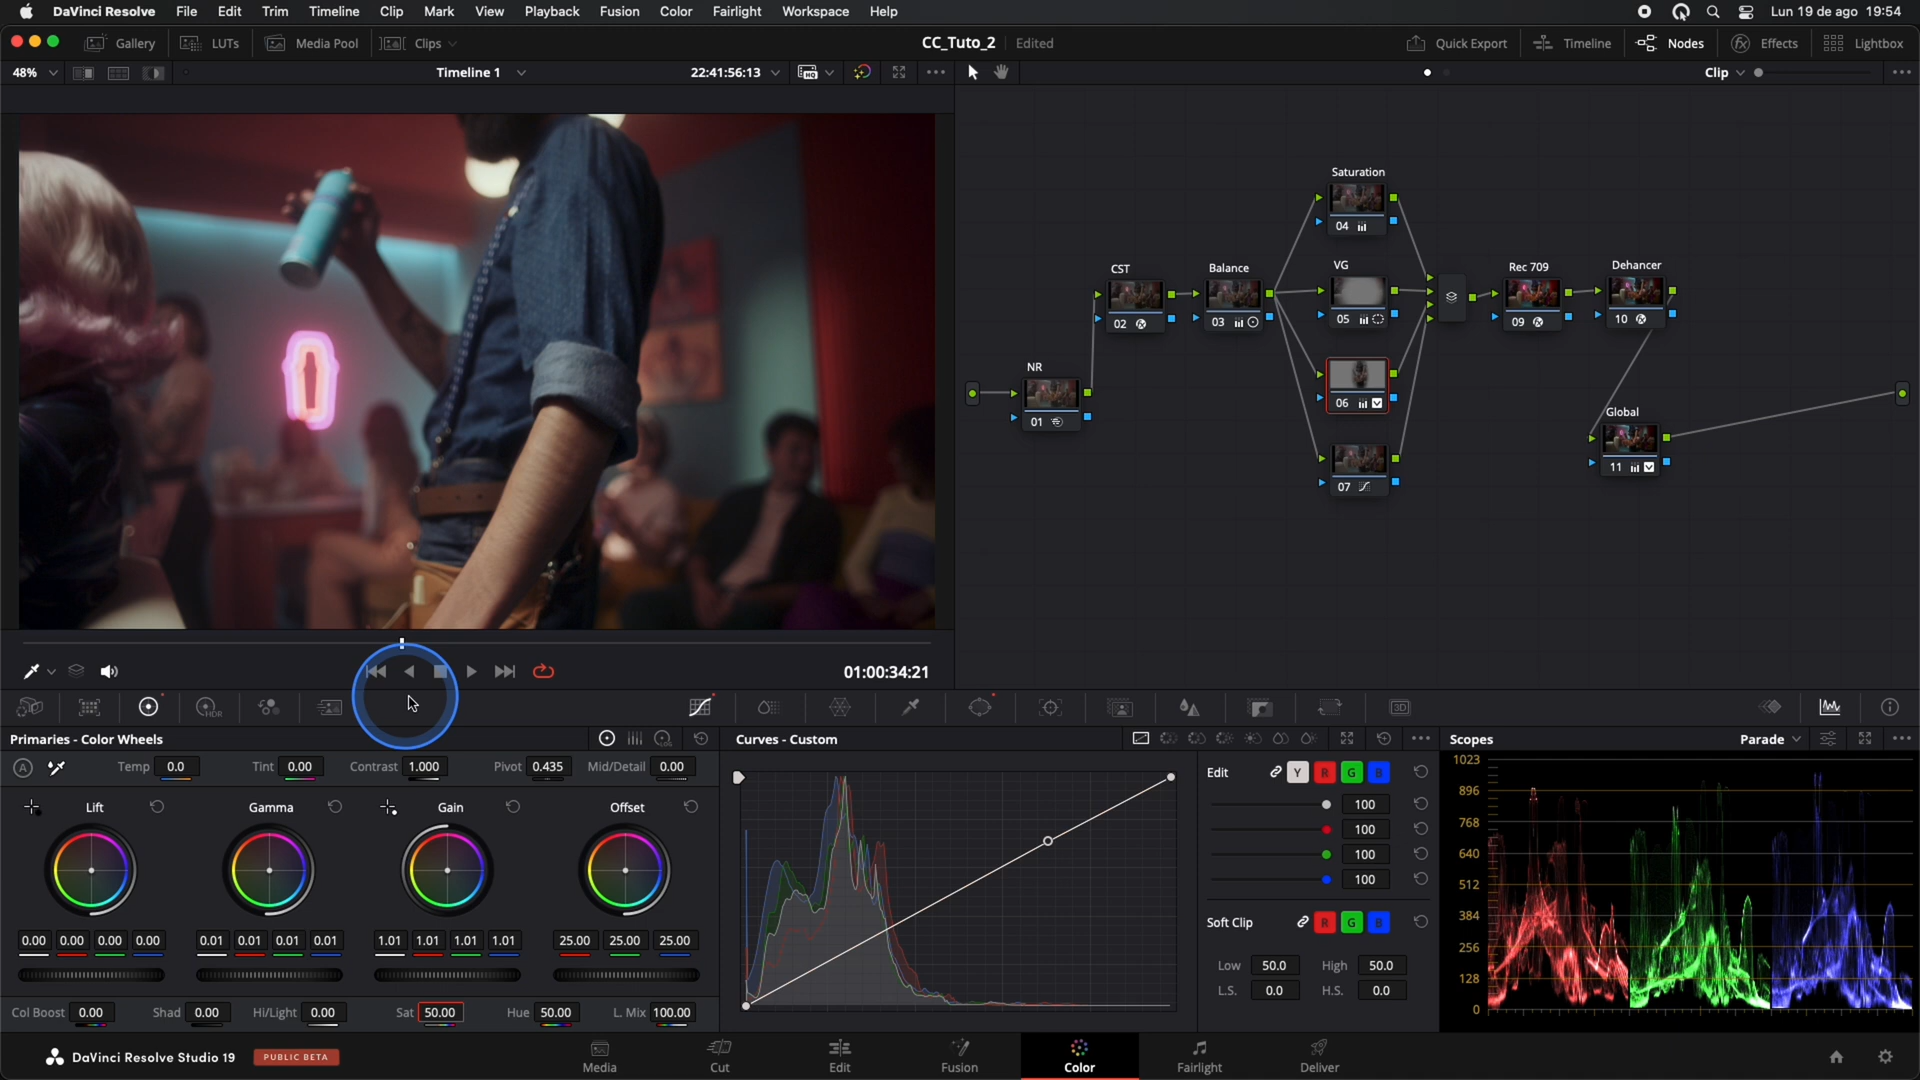 DaVinci Resolve File Edit Trim Timeline Clip Mark View Playback Fusion Color Fairlight Workspace Help Lun 19 de ago 19:54
Gallery LUTs Media Pool Clips CC_Tuto_2 Edited Quick Export Timeline Nodes Effects Lightbox
48% Timeline 1 22:41:56:13 HQ Clip
Saturation
04
CST Balance VG Rec 709 Dehancer
02 03 05 09 10
NR
01
06
Global
11
07
01:00:34:21
HDR 3D
Primaries - Color Wheels Curves - Custom Scopes Parade
A Temp 0.0 Tint 0.00 Contrast 1.000 Pivot 0.435 Mid/Detail 0.00
Lift Gamma Gain Offset
0.00 0.00 0.00 0.00 0.01 0.01 0.01 0.01 1.01 1.01 1.01 1.01 25.00 25.00 25.00
Col Boost 0.00 Shad 0.00 Hi/Light 0.00 Sat 50.00 Hue 50.00 L. Mix 100.00
Edit Y R G B
100
100
100
100
Soft Clip R G B
Low 50.0 High 50.0
L.S. 0.0 H.S. 0.0
1023
896
768
640
512
384
256
128
0
DaVinci Resolve Studio 19 PUBLIC BETA Media Cut Edit Fusion Color Fairlight Deliver